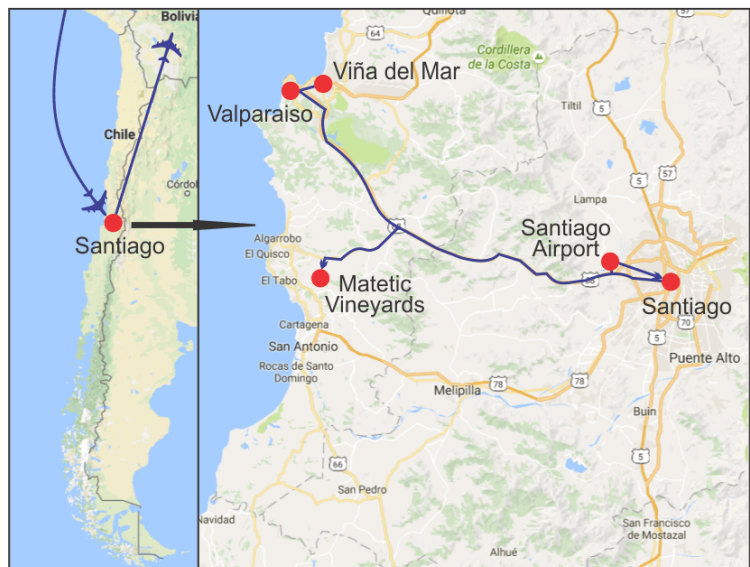 Bolivia
Chile
Córdo
Santiago
Quillota
64
Viña del Mar
Valparaiso
Cordillera
de la Costa
5
Tiltil
57
5
Lampa
68
Santiago
Airport
Algarrobo
El Quisco
El Tabo
Matetic
Vineyards
68
Santiago
Cartagena
San Antonio
Rocas de Santo
Domingo
5
70
Puente Alto
78
78
Melipilla
Buin
66
5
San Pedro
Navidad
San Francisco
de Mostazal
Alhué